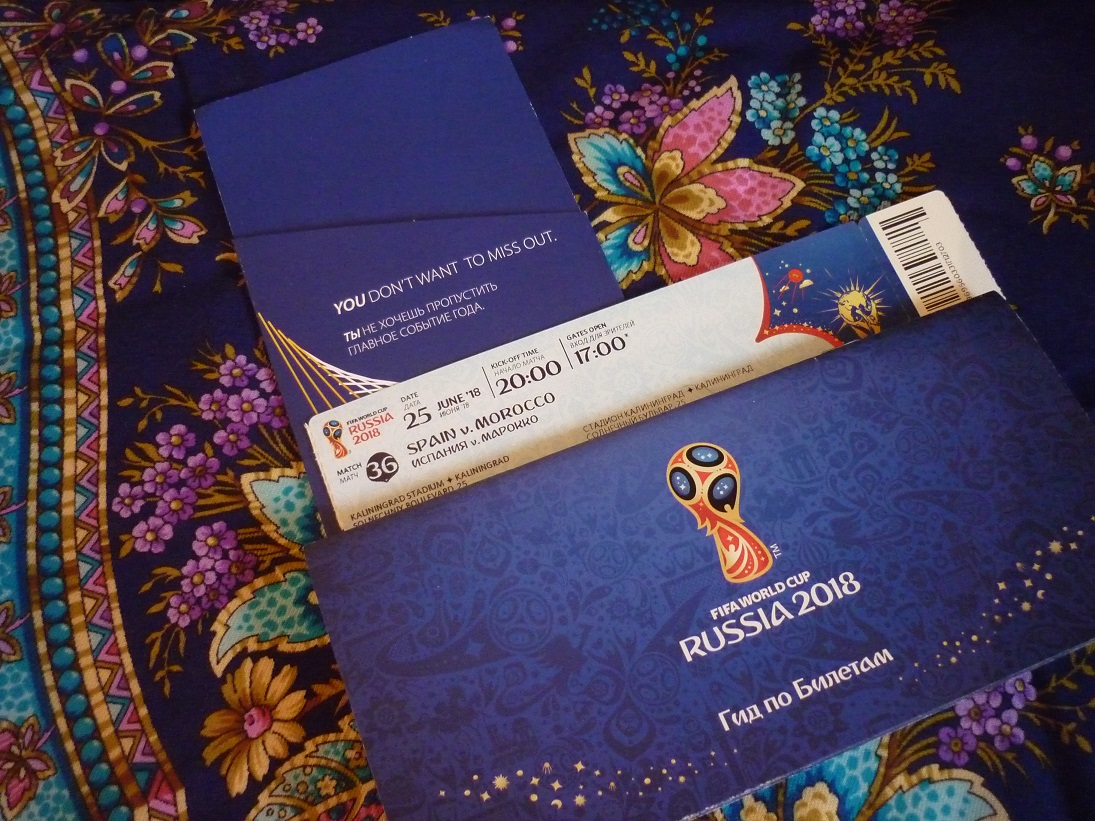 YOU DON'T WANT TO MISS OUT.
ТЫ НЕ ХОЧЕШЬ ПРОПУСТИТЬ
ГЛАВНОЕ СОБЫТИЕ ГОДА.
FIFA WORLD CUP
RUSSIA
2018
DATE
ДАТА
25 JUNE '18
ИЮНЯ '18
KICK-OFF TIME
НАЧАЛО МАТЧА
20:00
GATES OPEN
ВХОД ДЛЯ ЗРИТЕЛЕЙ
17:00*
MATCH
МАТЧ
36
SPAIN v. MOROCCO
ИСПАНИЯ v. МАРОККО
KALININGRAD STADIUM ✦ KALININGRAD
SOLNECHNIY BOULEVARD, 25
СТАДИОН КАЛИНИНГРАД ✦ КАЛИНИНГРАД
СОЛНЕЧНЫЙ БУЛЬВАР, 25
TM
FIFA WORLD CUP
RUSSIA 2018
Гид по Билетам